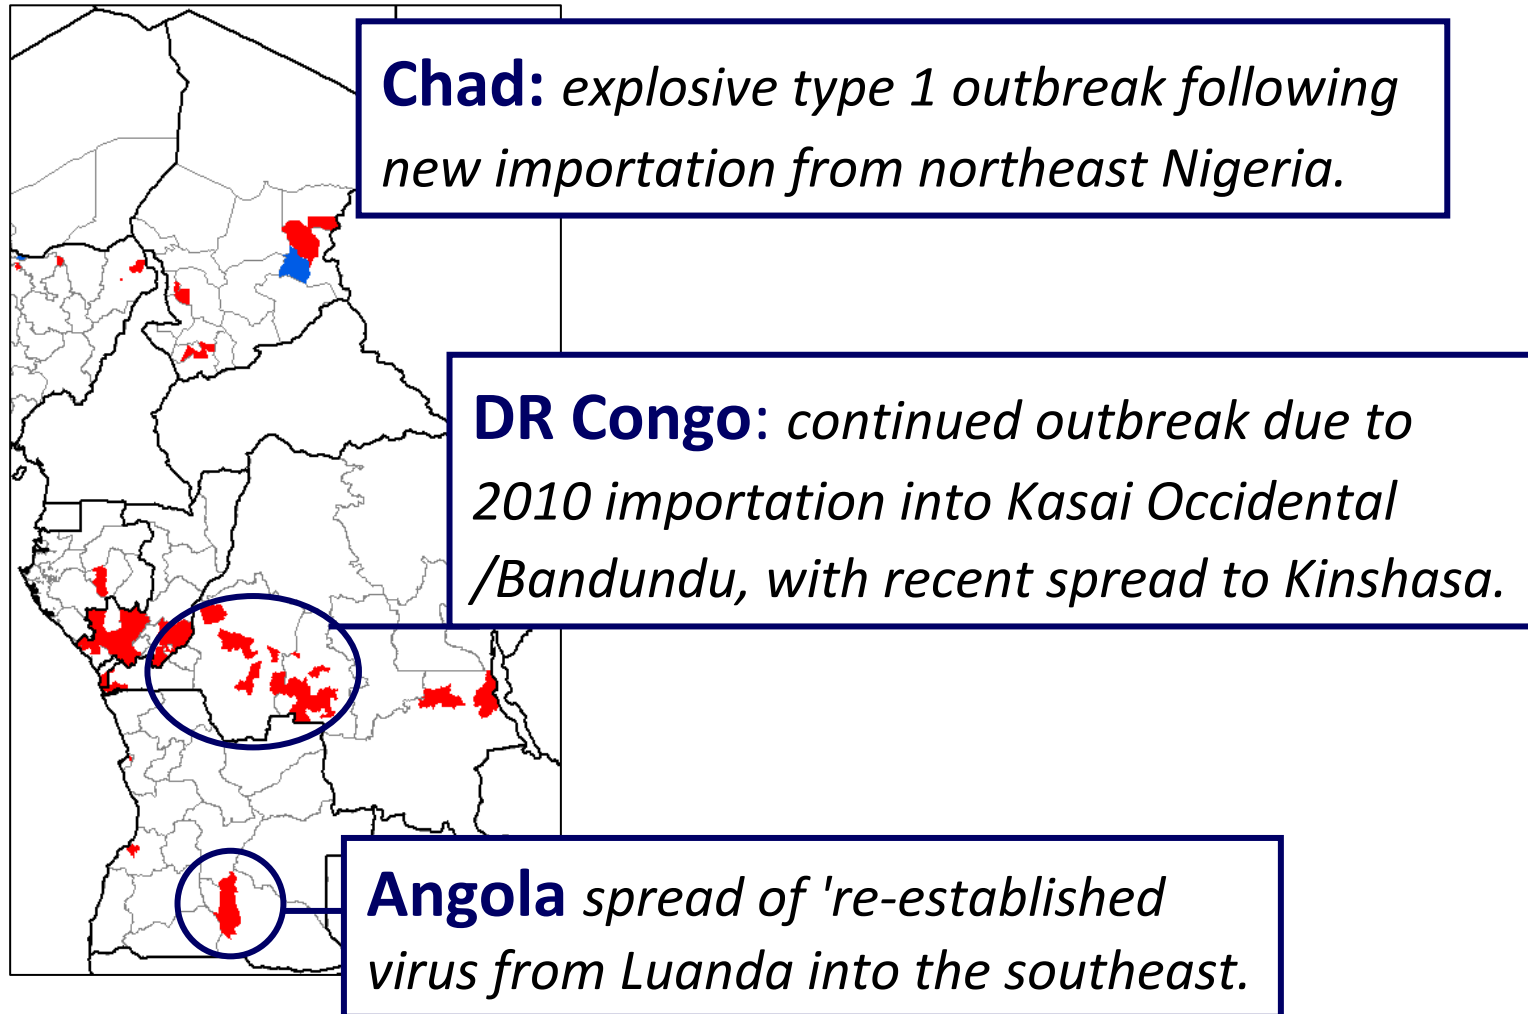 Chad: explosive type 1 outbreak following
new importation from northeast Nigeria.
DR Congo: continued outbreak due to
2010 importation into Kasai Occidental
/Bandundu, with recent spread to Kinshasa.
Angola spread of 're-established
virus from Luanda into the southeast.